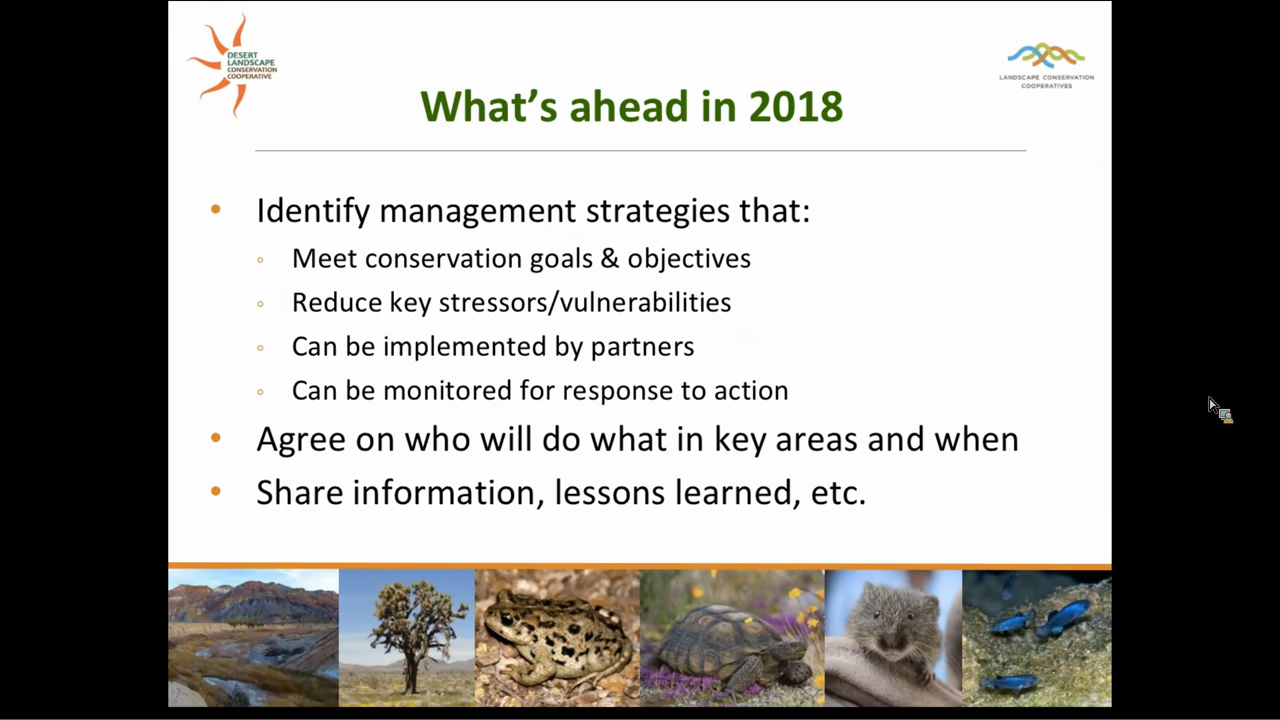 DESERT
LANDSCAPE
CONSERVATION
COOPERATIVE
LANDSCAPE CONSERVATION
COOPERATIVES
What's ahead in 2018
• Identify management strategies that:
◦ Meet conservation goals & objectives
◦ Reduce key stressors/vulnerabilities
◦ Can be implemented by partners
◦ Can be monitored for response to action
• Agree on who will do what in key areas and when
• Share information, lessons learned, etc.